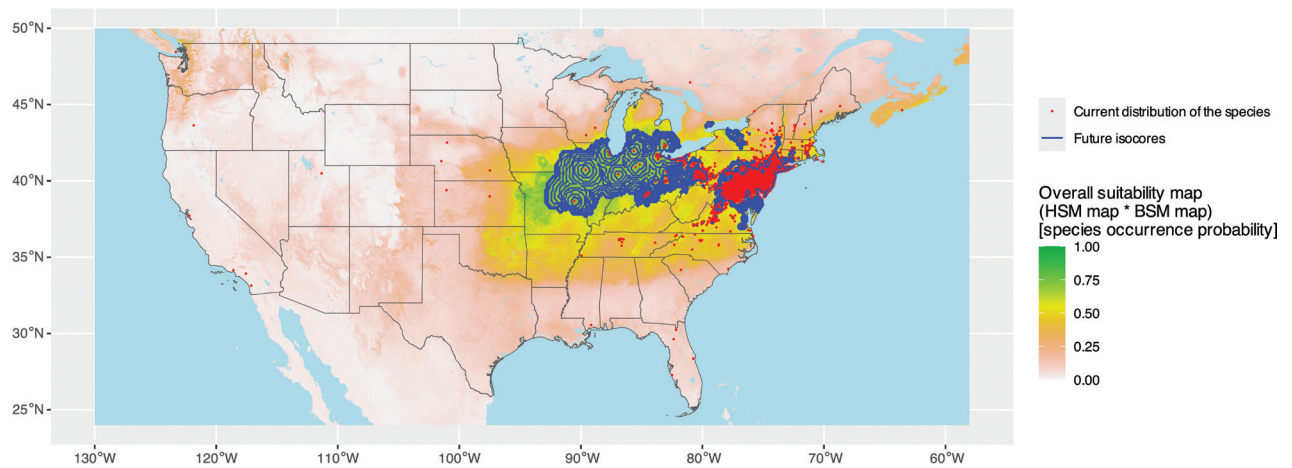 50°N
45°N
40°N
35°N
30°N
25°N
130°W
120°W
110°W
100°W
90°W
80°W
70°W
60°W
Current distribution of the species
Future isocores
Overall suitability map
(HSM map * BSM map)
[species occurrence probability]
1.00
0.75
0.50
0.25
0.00